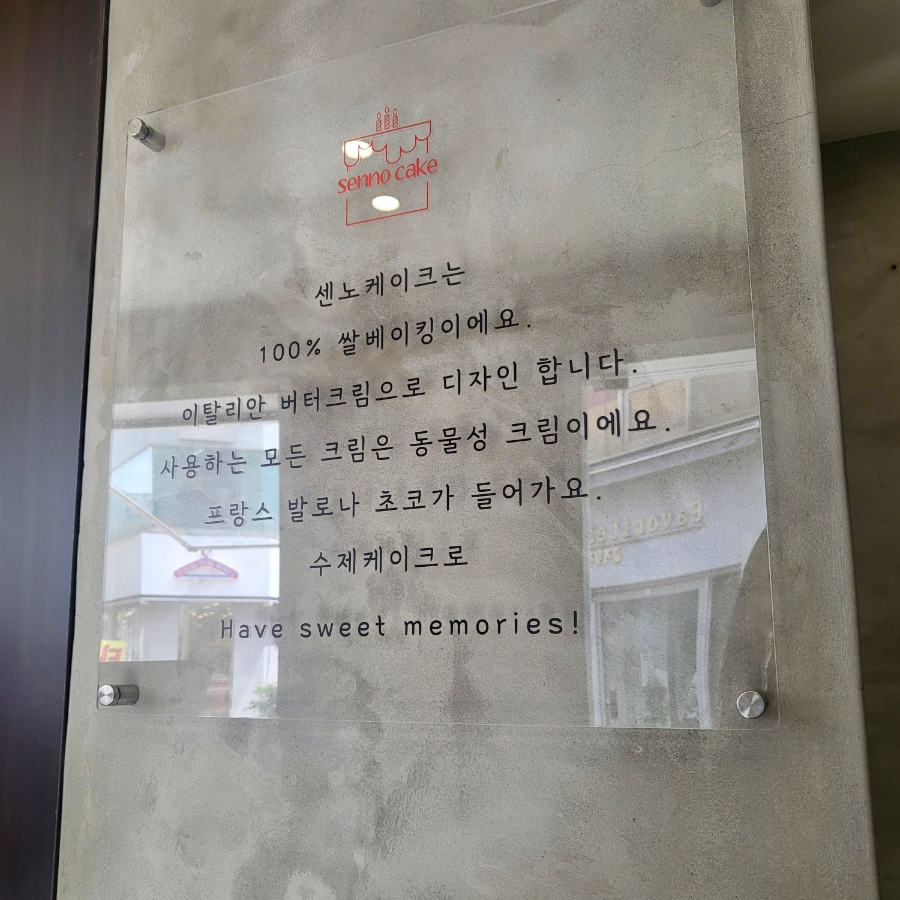 senno cake
센노케이크는
100% 쌀베이킹이에요.
이탈리안 버터크림으로 디자인 합니다.
사용하는 모든 크림은 동물성 크림이에요.
프랑스 발로나 초코가 들어가요.
수제케이크로
Have sweet memories!